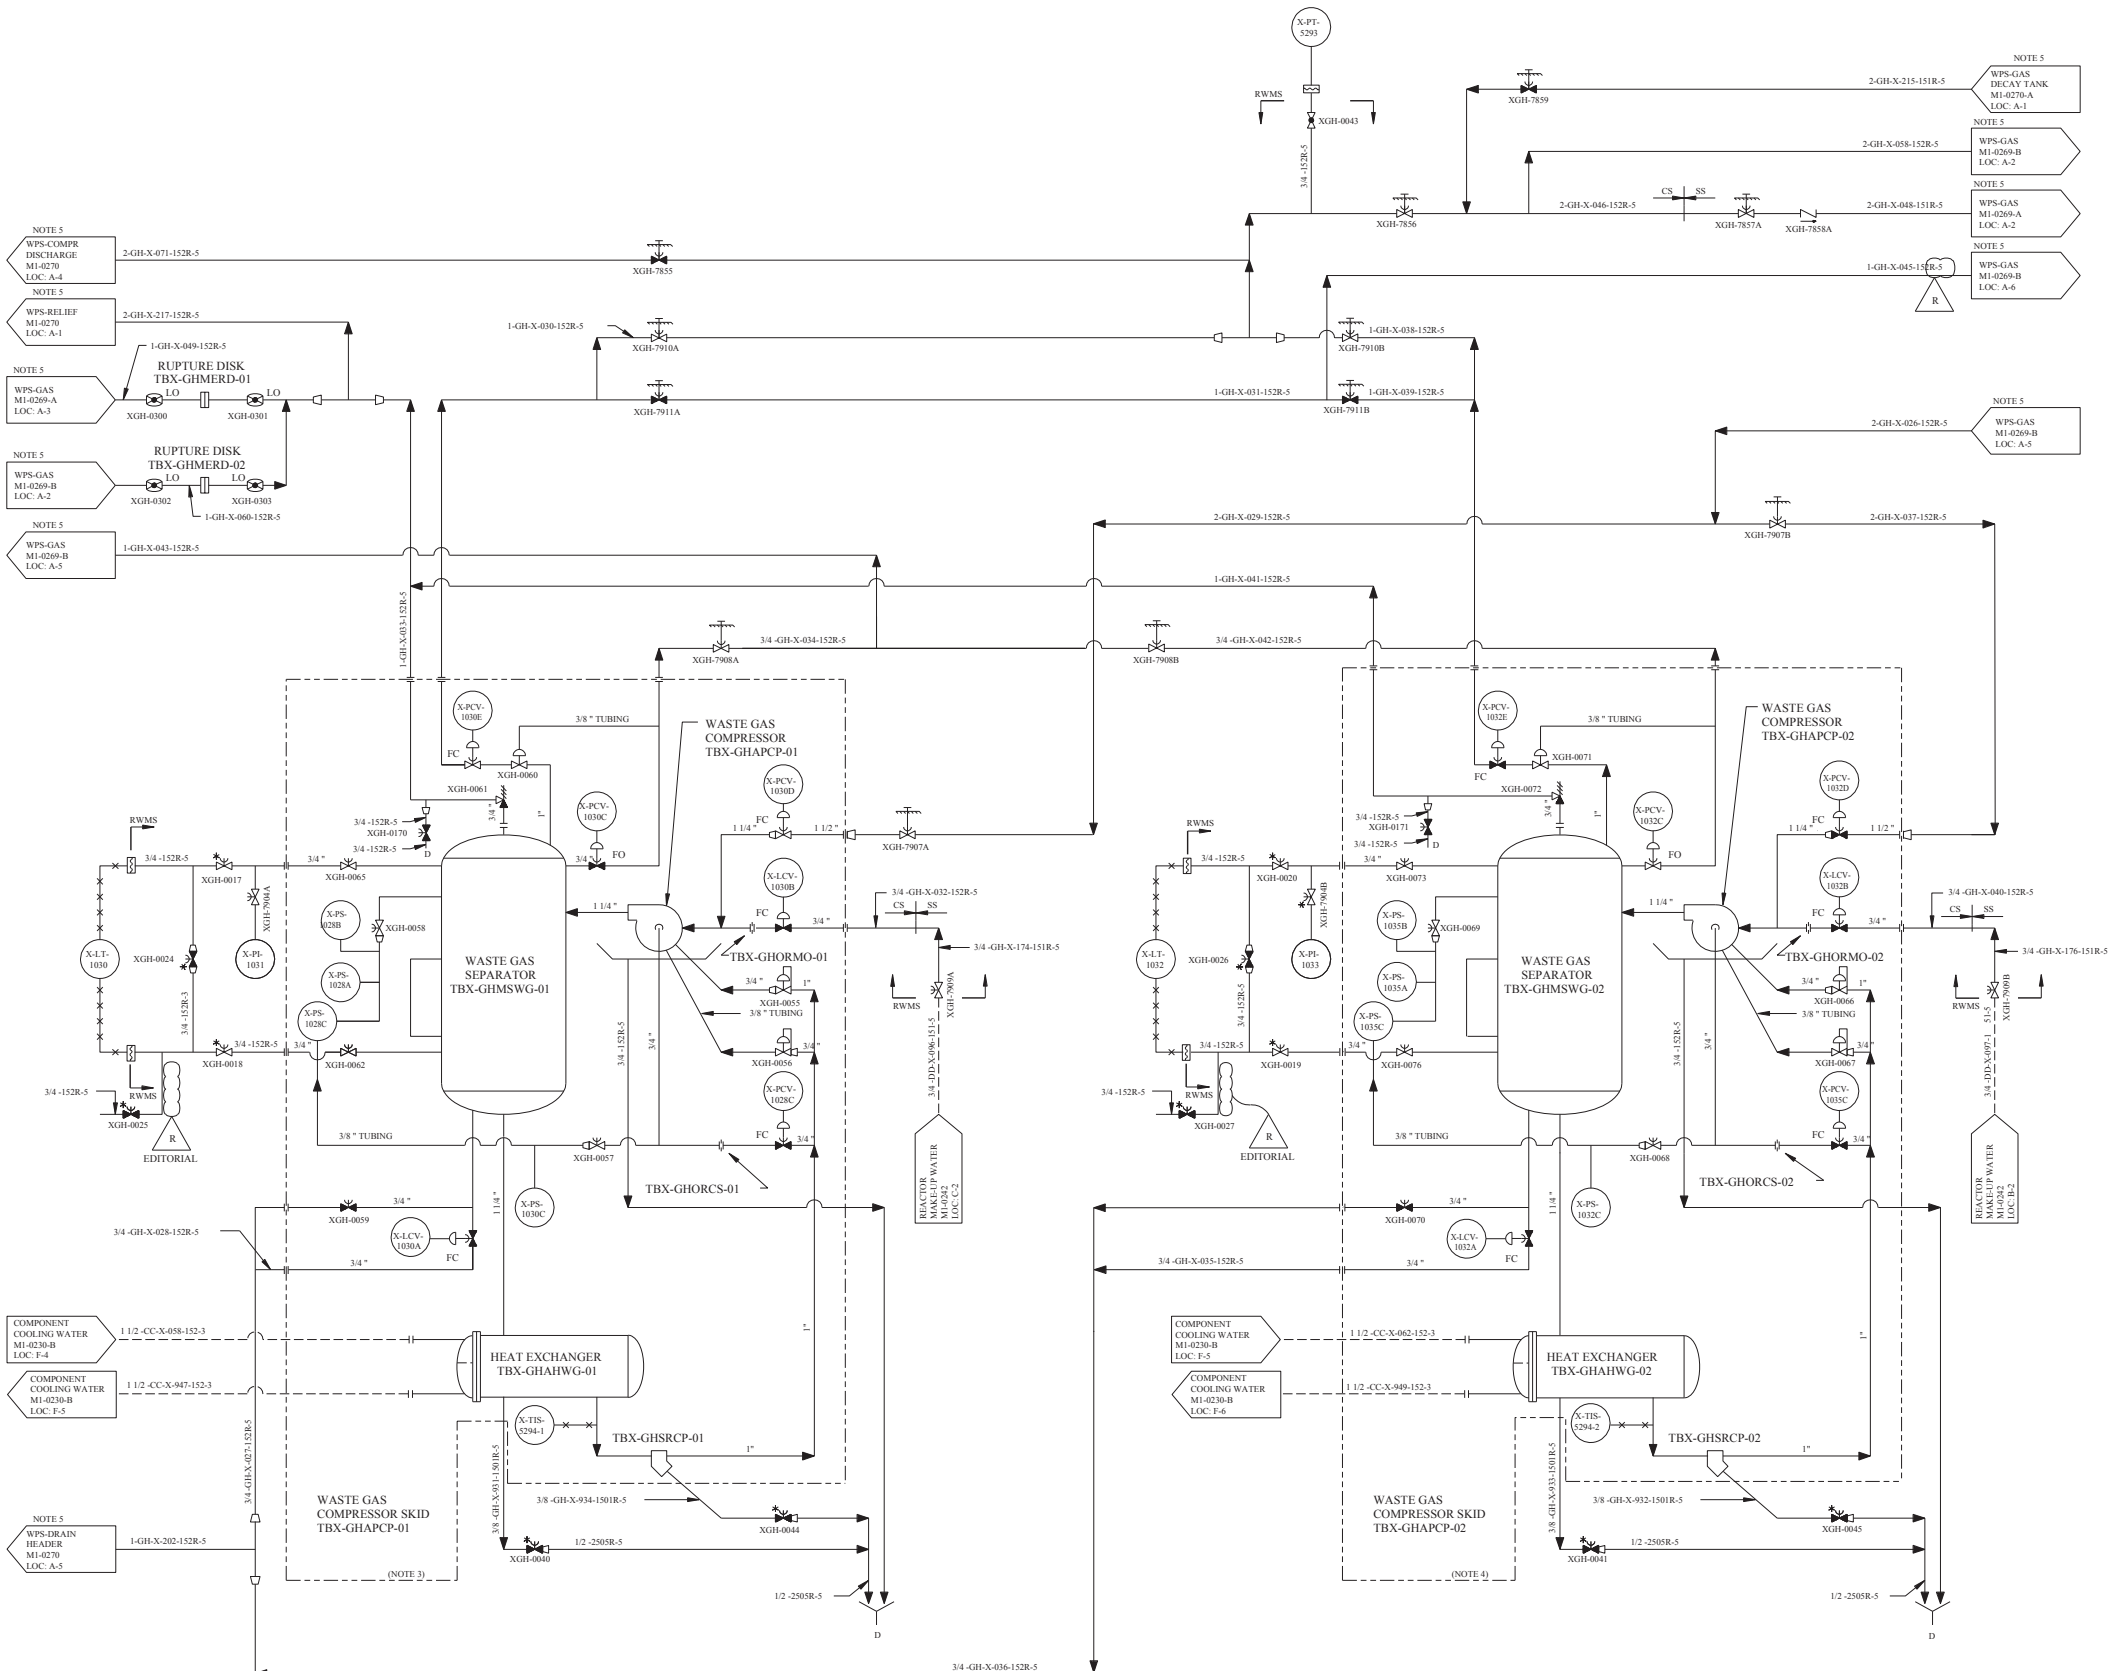 X-PT-
5293
RWMS
XGH-0043
3/4 -152R-5
XGH-7859
2-GH-X-215-151R-5
NOTE 5
WPS-GAS
DECAY TANK
M1-0270-A
LOC: A-1
NOTE 5
2-GH-X-058-152R-5
WPS-GAS
M1-0269-B
LOC: A-2
NOTE 5
XGH-7856
2-GH-X-046-152R-5
CS
SS
XGH-7857A
XGH-7858A
2-GH-X-048-151R-5
WPS-GAS
M1-0269-A
LOC: A-2
NOTE 5
1-GH-X-045-152R-5
WPS-GAS
M1-0269-B
LOC: A-6
R
NOTE 5
WPS-COMPR
DISCHARGE
M1-0270
LOC: A-4
2-GH-X-071-152R-5
XGH-7855
NOTE 5
WPS-RELIEF
M1-0270
LOC: A-1
2-GH-X-217-152R-5
1-GH-X-030-152R-5
XGH-7910A
XGH-7910B
1-GH-X-038-152R-5
1-GH-X-049-152R-5
RUPTURE DISK
TBX-GHMERD-01
NOTE 5
WPS-GAS
M1-0269-A
LOC: A-3
LO
LO
XGH-0300
XGH-0301
XGH-7911A
1-GH-X-031-152R-5
XGH-7911B
1-GH-X-039-152R-5
RUPTURE DISK
TBX-GHMERD-02
NOTE 5
WPS-GAS
M1-0269-B
LOC: A-2
LO
LO
XGH-0302
XGH-0303
1-GH-X-060-152R-5
NOTE 5
2-GH-X-026-152R-5
WPS-GAS
M1-0269-B
LOC: A-5
NOTE 5
WPS-GAS
M1-0269-B
LOC: A-5
1-GH-X-043-152R-5
2-GH-X-029-152R-5
XGH-7907B
2-GH-X-037-152R-5
1-GH-X-041-152R-5
1-GH-X-033-152R-5
XGH-7908A
3/4 -GH-X-034-152R-5
XGH-7908B
3/4 -GH-X-042-152R-5
X-PCV-
1030E
FC
XGH-0060
3/8 " TUBING
WASTE GAS
COMPRESSOR
TBX-GHAPCP-01
XGH-0061
3/4 "
1"
3/4 -152R-5
XGH-0170
3/4 -152R-5
D
X-PCV-
1030C
3/4 "
FO
X-PCV-
1030D
FC
1 1/4 "
1 1/2 "
XGH-7907A
RWMS
3/4 -152R-5
XGH-0017
3/4 "
XGH-0065
XGH-7904A
X-LCV-
1030B
FC
3/4 "
3/4 -GH-X-032-152R-5
CS
SS
3/4 -GH-X-174-151R-5
X-PS-
1028B
XGH-0058
1 1/4 "
TBX-GHORMO-01
X-LT-
1030
XGH-0024
X-PI-
1031
X-PS-
1028A
X-PS-
1028C
WASTE GAS
SEPARATOR
TBX-GHMSWG-01
XGH-0055
1"
3/8 " TUBING
RWMS
XGH-7909A
3/4 -152R-3
3/4 -152R-5
XGH-0018
3/4 "
XGH-0062
3/4 "
3/4 -152R-5
3/4 "
XGH-0056
3/4 "
3/4 -DD-X-096-151-5
RWMS
3/4 -152R-5
XGH-0025
R
EDITORIAL
3/8 " TUBING
XGH-0057
X-PCV-
1028C
FC
3/4 "
TBX-GHORCS-01
X-PS-
1030C
REACTOR
MAKE-UP WATER
M1-0242
LOC: C-2
3/4 "
XGH-0059
1 1/4 "
3/4 -GH-X-028-152R-5
X-LCV-
1030A
FC
3/4 "
COMPONENT
COOLING WATER
M1-0230-B
LOC: F-4
1 1/2 -CC-X-058-152-3
COMPONENT
COOLING WATER
M1-0230-B
LOC: F-5
1 1/2 -CC-X-947-152-3
HEAT EXCHANGER
TBX-GHAHWG-01
1"
X-TIS-
5294-1
TBX-GHSRCP-01
1"
3/4 -GH-X-027-152R-5
3/8 -GH-X-931-1501R-5
3/8 -GH-X-934-1501R-5
XGH-0044
WASTE GAS
COMPRESSOR SKID
TBX-GHAPCP-01
NOTE 5
WPS-DRAIN
HEADER
M1-0270
LOC: A-5
1-GH-X-202-152R-5
XGH-0040
1/2 -2505R-5
(NOTE 3)
1/2 -2505R-5
D
3/4 -GH-X-036-152R-5
X-PCV-
1032E
FC
XGH-0071
3/8 " TUBING
WASTE GAS
COMPRESSOR
TBX-GHAPCP-02
XGH-0072
3/4 "
1"
3/4 -152R-5
XGH-0171
3/4 -152R-5
D
X-PCV-
1032C
3/4 "
FO
X-PCV-
1032D
FC
1 1/4 "
1 1/2 "
RWMS
3/4 -152R-5
XGH-0020
3/4 "
XGH-0073
XGH-7904B
X-LCV-
1032B
FC
3/4 "
3/4 -GH-X-040-152R-5
CS
SS
3/4 -GH-X-176-151R-5
X-PS-
1035B
XGH-0069
1 1/4 "
TBX-GHORMO-02
X-LT-
1032
XGH-0026
X-PI-
1033
X-PS-
1035A
X-PS-
1035C
WASTE GAS
SEPARATOR
TBX-GHMSWG-02
XGH-0066
1"
3/8 " TUBING
RWMS
XGH-7909B
3/4 -152R-5
3/4 -152R-5
XGH-0019
3/4 "
XGH-0076
3/4 "
3/4 -152R-5
3/4 "
XGH-0067
3/4 "
3/4 -DD-X-097-1 51-5
RWMS
3/4 -152R-5
XGH-0027
R
EDITORIAL
3/8 " TUBING
XGH-0068
X-PCV-
1035C
FC
3/4 "
TBX-GHORCS-02
X-PS-
1032C
REACTOR
MAKE-UP WATER
M1-0242
LOC: B-2
3/4 "
XGH-0070
1 1/4 "
X-LCV-
1032A
FC
3/4 -GH-X-035-152R-5
3/4 "
COMPONENT
COOLING WATER
M1-0230-B
LOC: F-5
1 1/2 -CC-X-062-152-3
COMPONENT
COOLING WATER
M1-0230-B
LOC: F-6
1 1/2 -CC-X-949-152-3
HEAT EXCHANGER
TBX-GHAHWG-02
1"
X-TIS-
5294-2
TBX-GHSRCP-02
1"
3/8 -GH-X-933-1501R-5
3/8 -GH-X-932-1501R-5
XGH-0045
WASTE GAS
COMPRESSOR SKID
TBX-GHAPCP-02
XGH-0041
1/2 -2505R-5
(NOTE 4)
1/2 -2505R-5
D